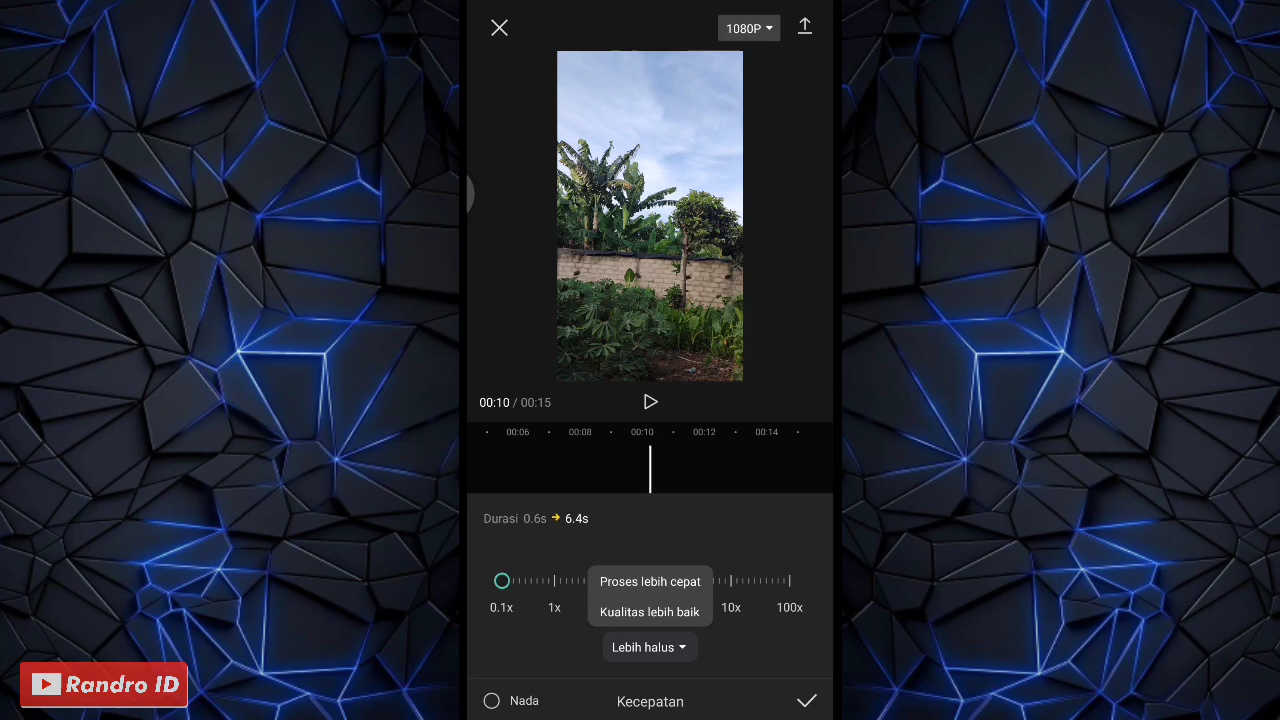 1080P
00:10 / 00:15
00:06 00:08 00:10 00:12 00:14
Durasi 0.6s 6.4s
Proses lebih cepat
0.1x 1x 10x 100x
Kualitas lebih baik
Lebih halus
Nada Kecepatan
Randro ID